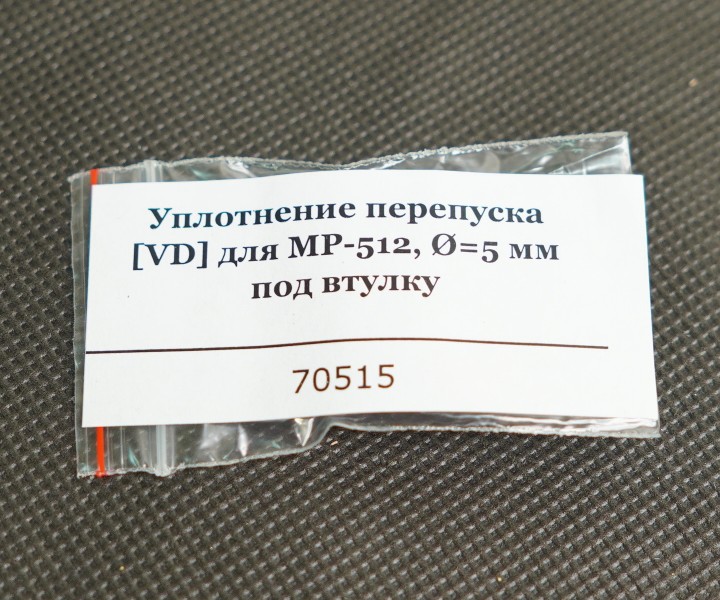 Уплотнение перепуска
[VD] для МР-512, Ø=5 мм
под втулку
70515